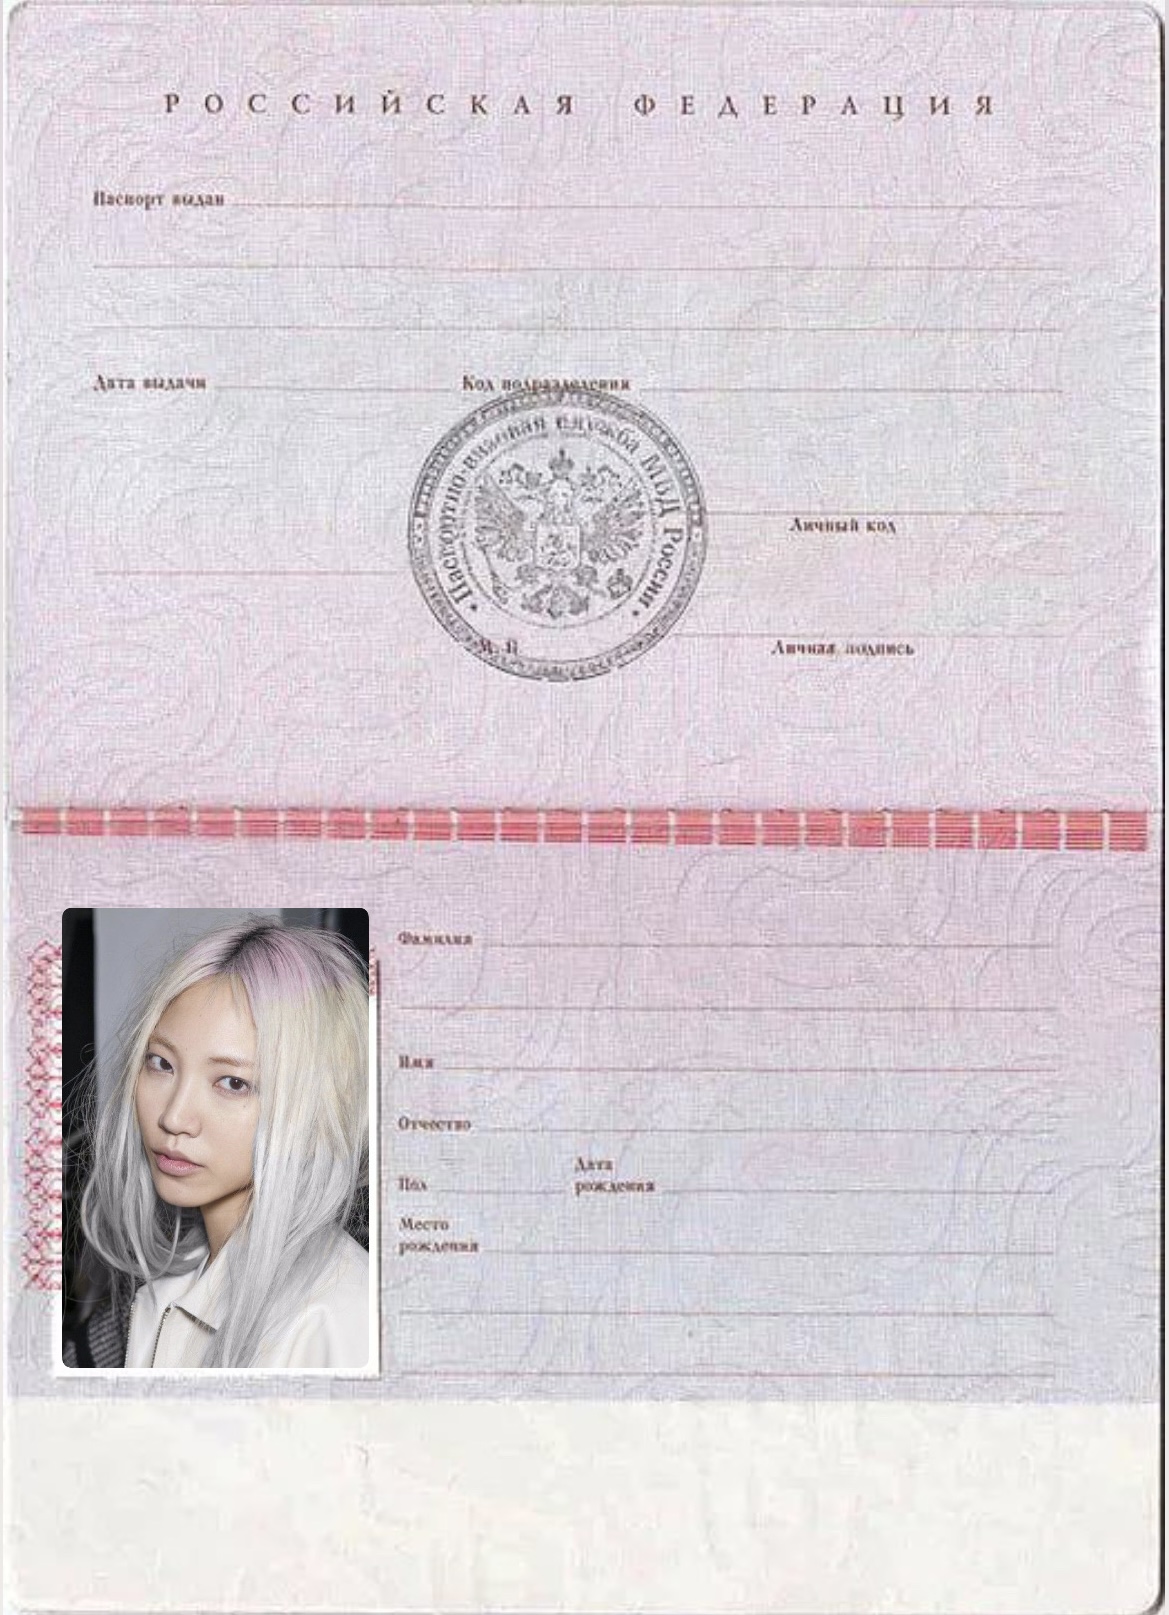 РОССИЙСКАЯ ФЕДЕРАЦИЯ
Паспорт выдан
Дата выдачи Код подразделения
Паспортно-визовая служба МВД России
Личный код
М. П.
Личная подпись
Фамилия
Имя
Отчество
Пол
Дата
рождения
Место
рождения